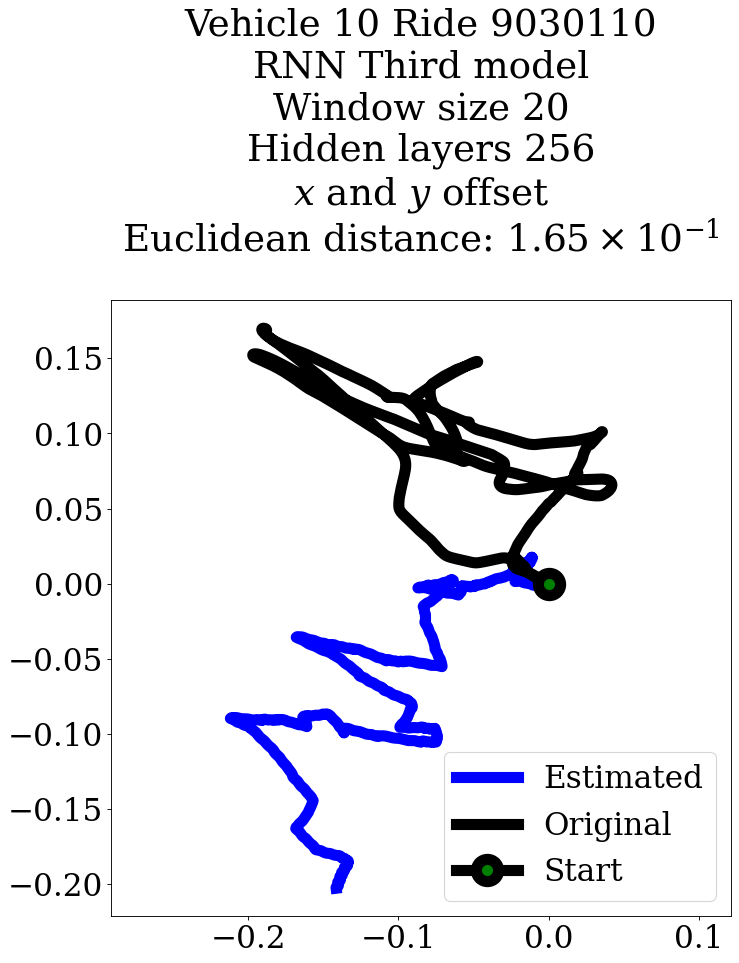 Vehicle 10 Ride 9030110
RNN Third model
Window size 20
Hidden layers 256
x and y offset
Euclidean distance: 1.65 × 10⁻¹
0.15
0.10
0.05
0.00
−0.05
−0.10
−0.15
−0.20
Estimated
Original
Start
−0.2
−0.1
0.0
0.1